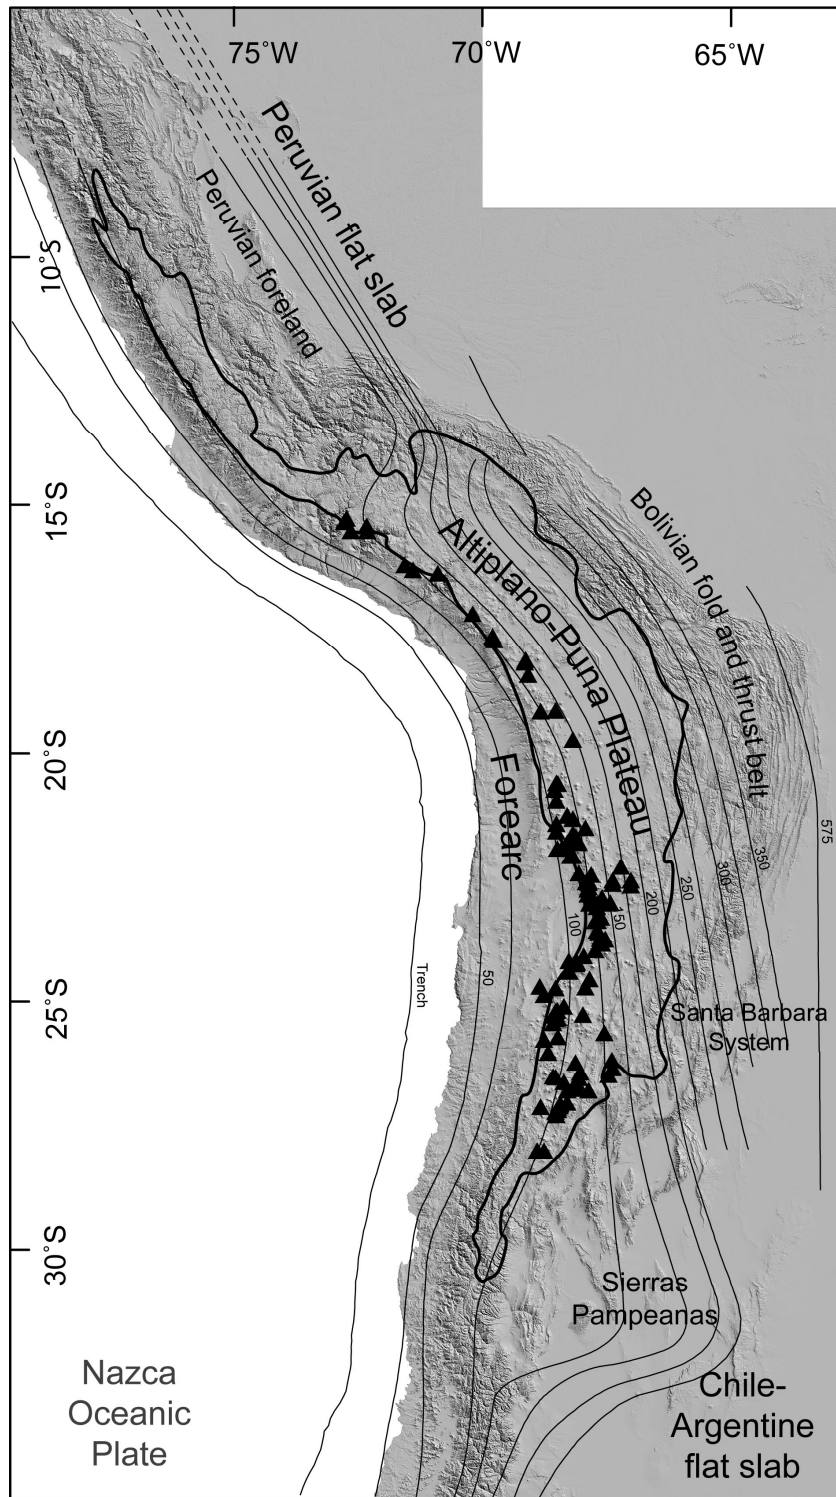 75°W
70°W
65°W
Peruvian flat slab
Peruvian foreland
10°S
15°S
Altiplano-Puna Plateau
Bolivian fold and thrust belt
20°S
Forearc
575
350
300
250
200
150
100
50
Trench
25°S
Santa Barbara
System
30°S
Sierras
Pampeanas
Nazca
Oceanic
Plate
Chile-
Argentine
flat slab